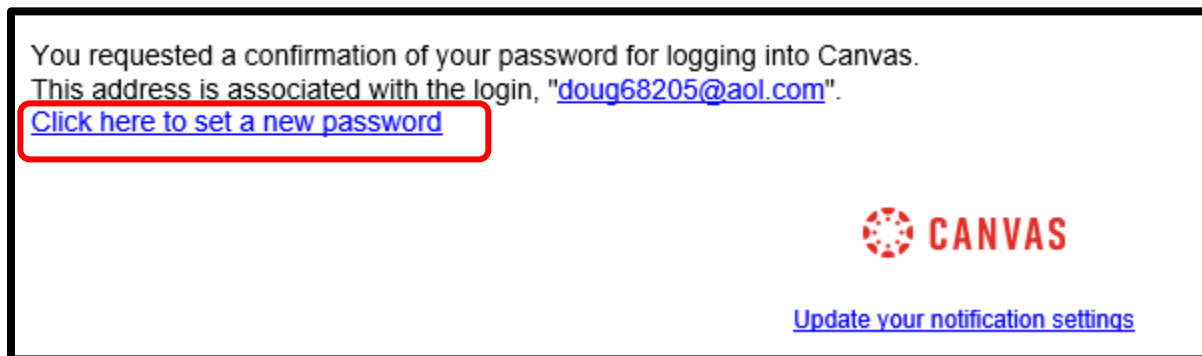 You requested a confirmation of your password for logging into Canvas.
This address is associated with the login, "doug68205@aol.com".
Click here to set a new password
CANVAS
Update your notification settings